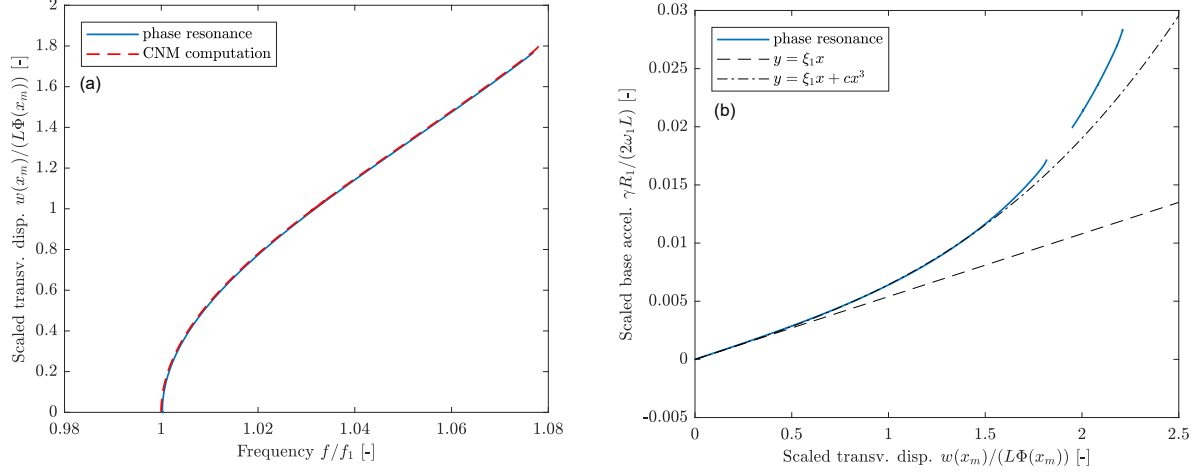 2
1.8
1.6
1.4
1.2
1
0.8
0.6
0.4
0.2
0
0.98
1
1.02
1.04
1.06
1.08
Scaled transv. disp. w(x_m)/(LΦ(x_m)) [-]
Frequency f/f_1 [-]
phase resonance
CNM computation
(a)
0.03
0.025
0.02
0.015
0.01
0.005
0
-0.005
0
0.5
1
1.5
2
2.5
Scaled base accel. γR_1/(2ω_1L) [-]
Scaled transv. disp. w(x_m)/(LΦ(x_m)) [-]
phase resonance
y = ξ_1x
y = ξ_1x + cx^3
(b)